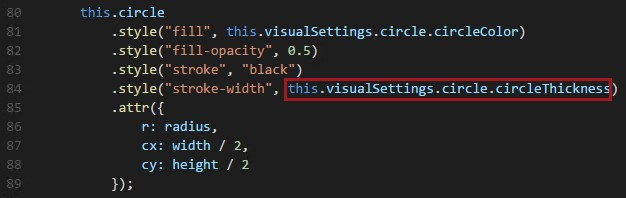 80 this.circle
81 .style("fill", this.visualSettings.circle.circleColor)
82 .style("fill-opacity", 0.5)
83 .style("stroke", "black")
84 .style("stroke-width", this.visualSettings.circle.circleThickness)
85 .attr({
86 r: radius,
87 cx: width / 2,
88 cy: height / 2
89 });